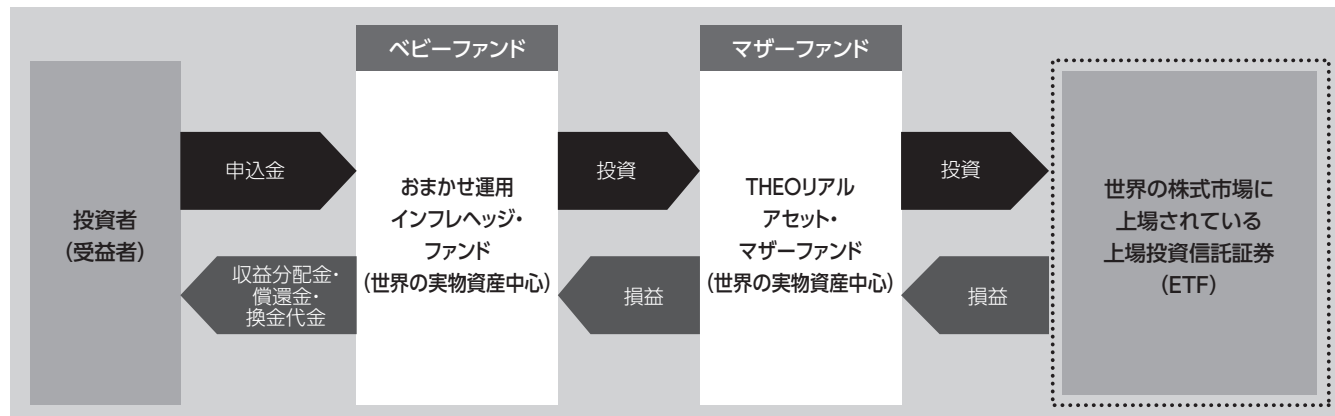 ベビーファンド
マザーファンド
投資者
(受益者)
申込金
収益分配金・
償還金・
換金代金
おまかせ運用
インフレヘッジ・
ファンド
(世界の実物資産中心)
投資
損益
THEOリアル
アセット・
マザーファンド
(世界の実物資産中心)
投資
損益
世界の株式市場に
上場されている
上場投資信託証券
(ETF)